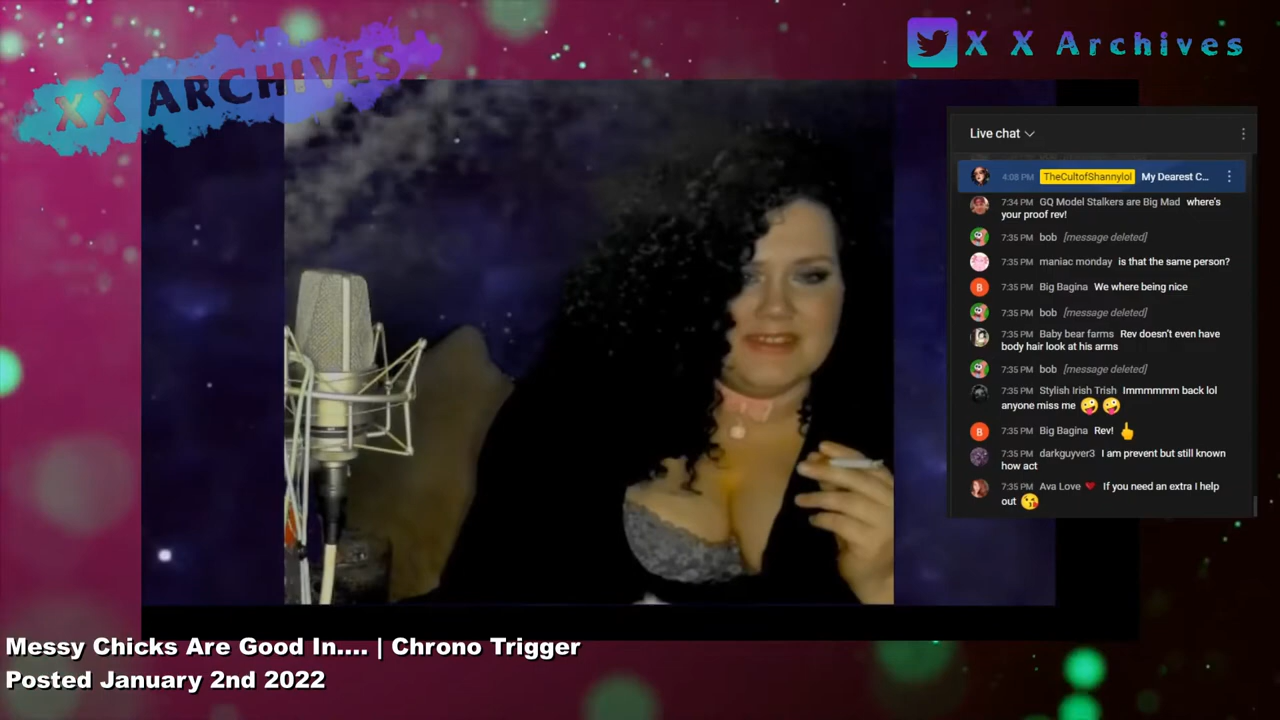 XX ARCHIVES
X X Archives
Live chat
4:08 PM TheCultofShannylol My Dearest C...
7:34 PM GQ Model Stalkers are Big Mad where's
your proof rev!
7:35 PM bob [message deleted]
7:35 PM maniac monday is that the same person?
B 7:35 PM Big Bagina We where being nice
7:35 PM bob [message deleted]
7:35 PM Baby bear farms Rev doesn't even have
body hair look at his arms
7:35 PM bob [message deleted]
7:35 PM Stylish Irish Trish Immmmmm back lol
anyone miss me 🤪 🤪
B 7:35 PM Big Bagina Rev! 🖕
7:35 PM darkguyver3 I am prevent but still known
how act
7:35 PM Ava Love ♥ If you need an extra I help
out 😘
Messy Chicks Are Good In.... | Chrono Trigger
Posted January 2nd 2022